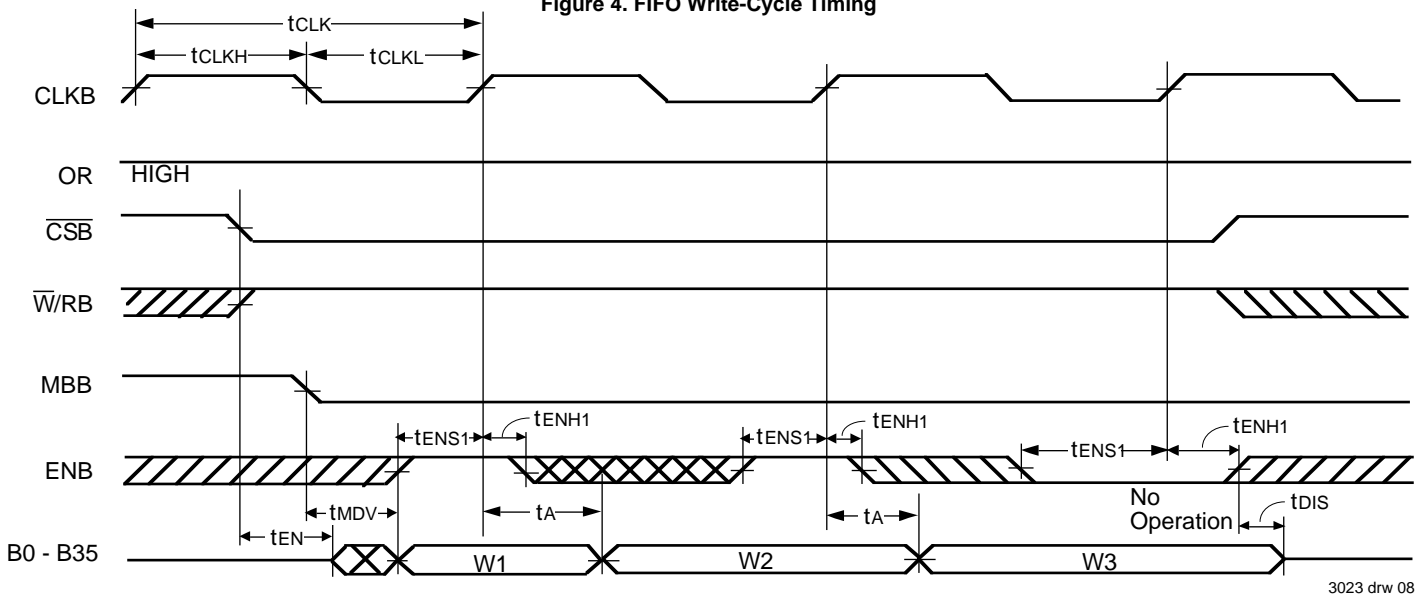 Figure 4. FIFO Write-Cycle Timing
tCLK
tCLKH
tCLKL
CLKB
OR
HIGH
CSB
W/RB
MBB
tENS1
tENH1
tENS1
tENH1
tENS1
tENH1
ENB
No
Operation
tMDV
tA
tA
tDIS
tEN
B0 - B35
W1
W2
W3
3023 drw 08